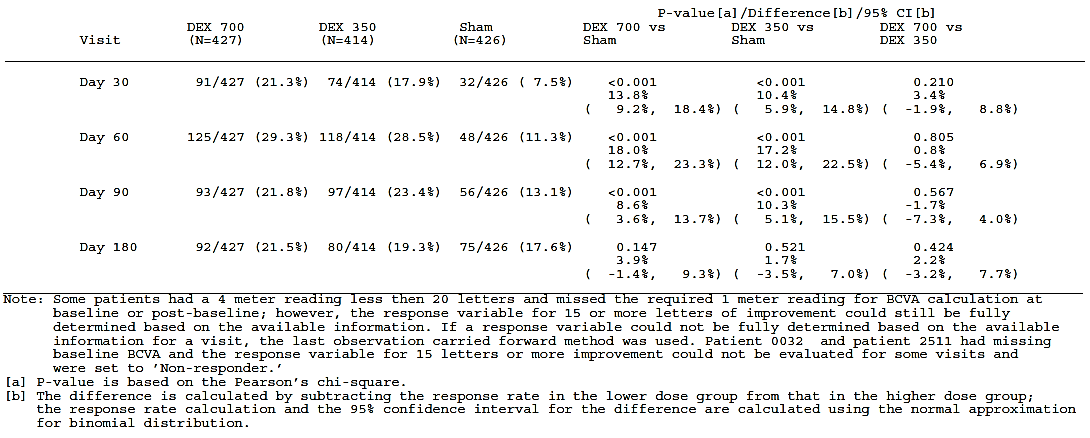 P-value[a]/Difference[b]/95% CI[b]
DEX 700 DEX 350 Sham DEX 700 vs DEX 350 vs DEX 700 vs
Visit (N=427) (N=414) (N=426) Sham Sham DEX 350
Day 30 91/427 (21.3%) 74/414 (17.9%) 32/426 ( 7.5%) <0.001 <0.001 0.210
13.8% 10.4% 3.4%
( 9.2%, 18.4%) ( 5.9%, 14.8%) ( -1.9%, 8.8%)
Day 60 125/427 (29.3%) 118/414 (28.5%) 48/426 (11.3%) <0.001 <0.001 0.805
18.0% 17.2% 0.8%
( 12.7%, 23.3%) ( 12.0%, 22.5%) ( -5.4%, 6.9%)
Day 90 93/427 (21.8%) 97/414 (23.4%) 56/426 (13.1%) <0.001 <0.001 0.567
8.6% 10.3% -1.7%
( 3.6%, 13.7%) ( 5.1%, 15.5%) ( -7.3%, 4.0%)
Day 180 92/427 (21.5%) 80/414 (19.3%) 75/426 (17.6%) 0.147 0.521 0.424
3.9% 1.7% 2.2%
( -1.4%, 9.3%) ( -3.5%, 7.0%) ( -3.2%, 7.7%)
Note: Some patients had a 4 meter reading less then 20 letters and missed the required 1 meter reading for BCVA calculation at
baseline or post-baseline; however, the response variable for 15 or more letters of improvement could still be fully
determined based on the available information. If a response variable could not be fully determined based on the available
information for a visit, the last observation carried forward method was used. Patient 0032 and patient 2511 had missing
baseline BCVA and the response variable for 15 letters or more improvement could not be evaluated for some visits and
were set to 'Non-responder.'
[a] P-value is based on the Pearson's chi-square.
[b] The difference is calculated by subtracting the response rate in the lower dose group from that in the higher dose group;
the response rate calculation and the 95% confidence interval for the difference are calculated using the normal approximation
for binomial distribution.